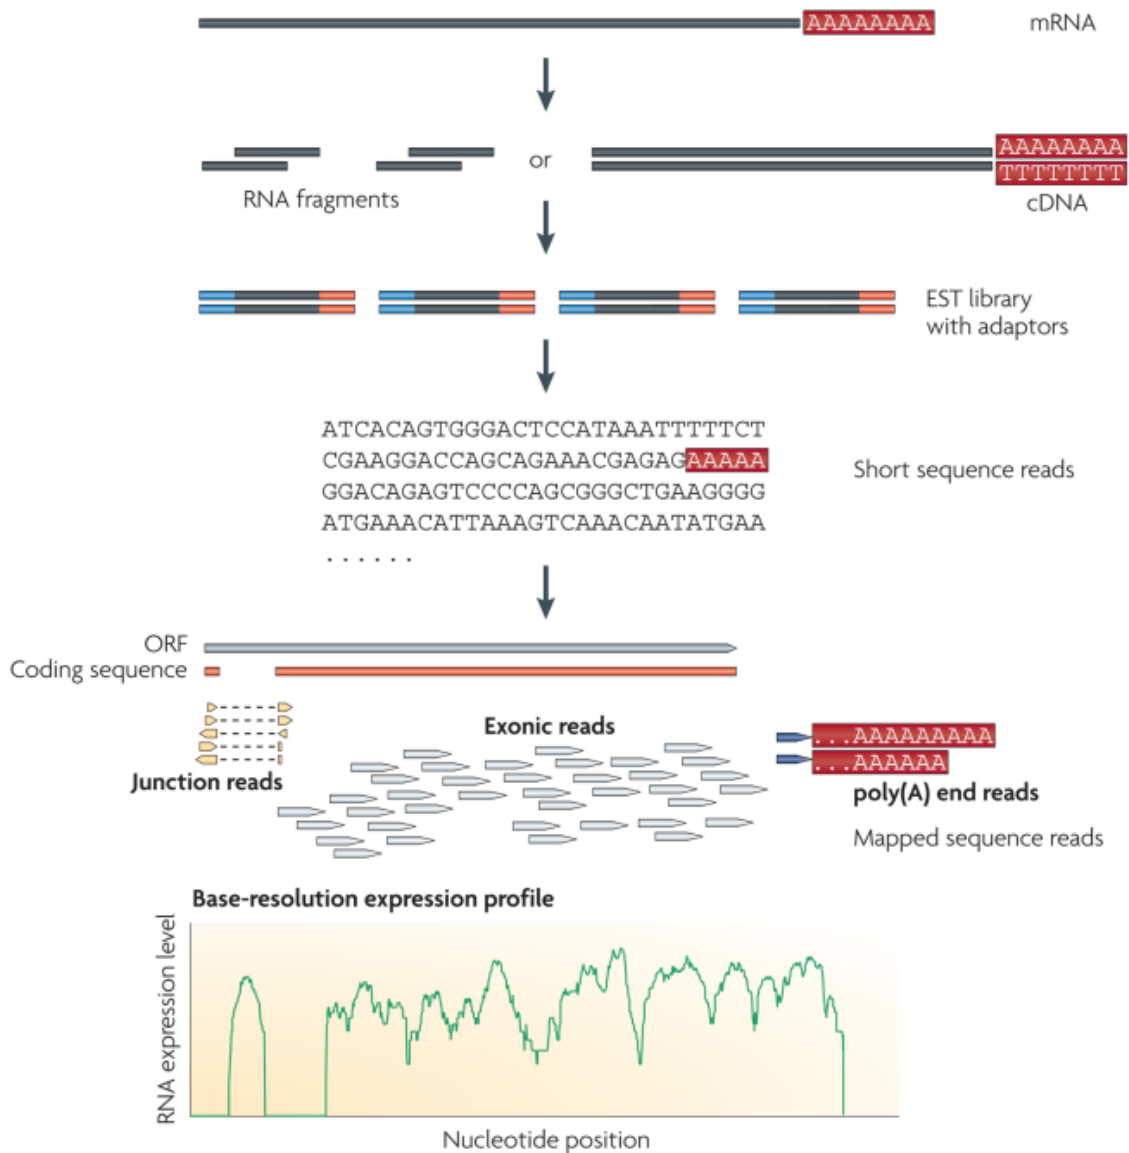 AAAAAAAA mRNA
or
AAAAAAAA
TTTTTTTT
RNA fragments
cDNA
EST library
with adaptors
ATCACAGTGGGACTCCATAAATTTTTCT
CGAAGGACCAGCAGAAACGAGAGAAAAA
GGACAGAGTCCCCAGCGGGCTGAAGGGG
ATGAAACATTAAAGTCAAACAATATGAA
......
Short sequence reads
ORF
Coding sequence
Junction reads
Exonic reads
...AAAAAAAAA
...AAAAAA
poly(A) end reads
Mapped sequence reads
Base-resolution expression profile
RNA expression level
Nucleotide position